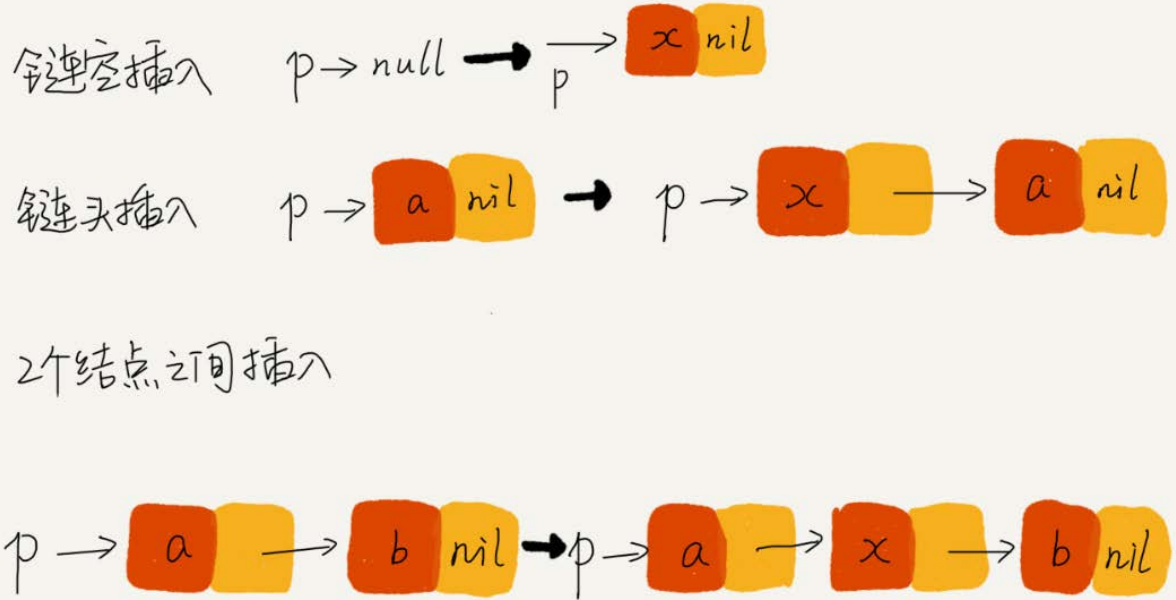 链空插入 p→ null → p → x nil
链头插入 p → a nil → p → x → a nil
2个结点之间插入
p → a → b nil → p → a → x → b nil